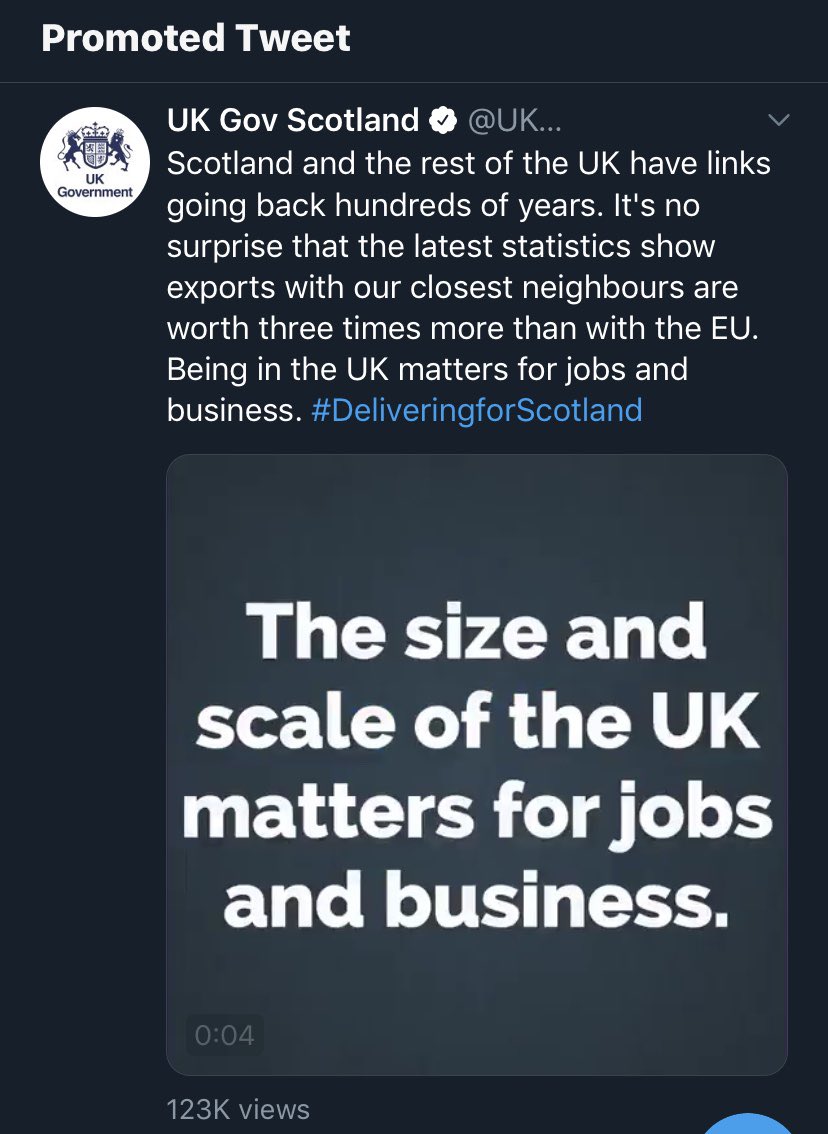 Promoted Tweet
UK Gov Scotland @UK...
UK
Government
Scotland and the rest of the UK have links
going back hundreds of years. It's no
surprise that the latest statistics show
exports with our closest neighbours are
worth three times more than with the EU.
Being in the UK matters for jobs and
business. #DeliveringforScotland
The size and
scale of the UK
matters for jobs
and business.
0:04
123K views